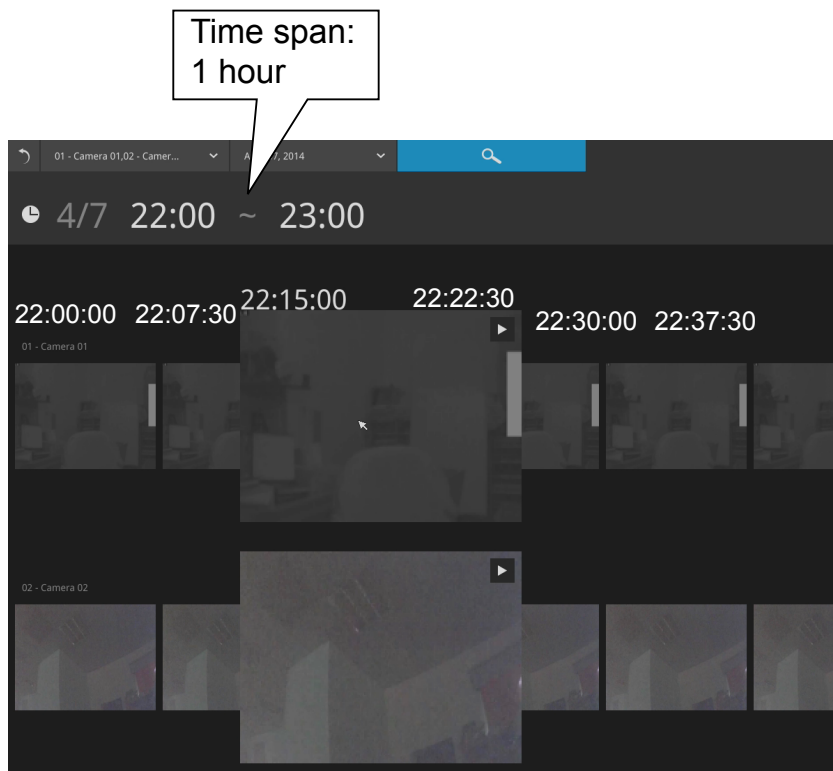 Time span:
1 hour
01 - Camera 01,02 - Camer...
2014
4/7 22:00 ~ 23:00
22:00:00 22:07:30 22:15:00 22:22:30 22:30:00 22:37:30
01 - Camera 01
02 - Camera 02